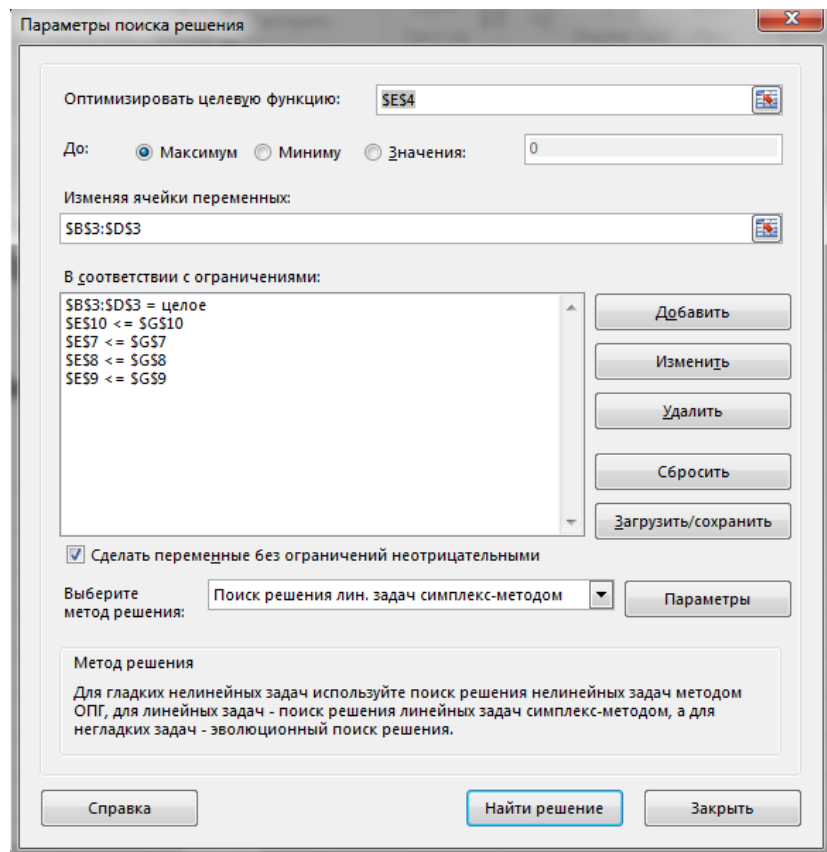 Параметры поиска решения
Оптимизировать целевую функцию: $E$4
До: Максимум Миниму Значения: 0
Изменяя ячейки переменных:
$B$3:$D$3
В соответствии с ограничениями:
$B$3:$D$3 = целое
$E$10 <= $G$10
$E$7 <= $G$7
$E$8 <= $G$8
$E$9 <= $G$9
Добавить
Изменить
Удалить
Сбросить
Загрузить/сохранить
Сделать переменные без ограничений неотрицательными
Выберите
метод решения:
Поиск решения лин. задач симплекс-методом
Параметры
Метод решения
Для гладких нелинейных задач используйте поиск решения нелинейных задач методом
ОПГ, для линейных задач - поиск решения линейных задач симплекс-методом, а для
негладких задач - эволюционный поиск решения.
Справка Найти решение Закрыть